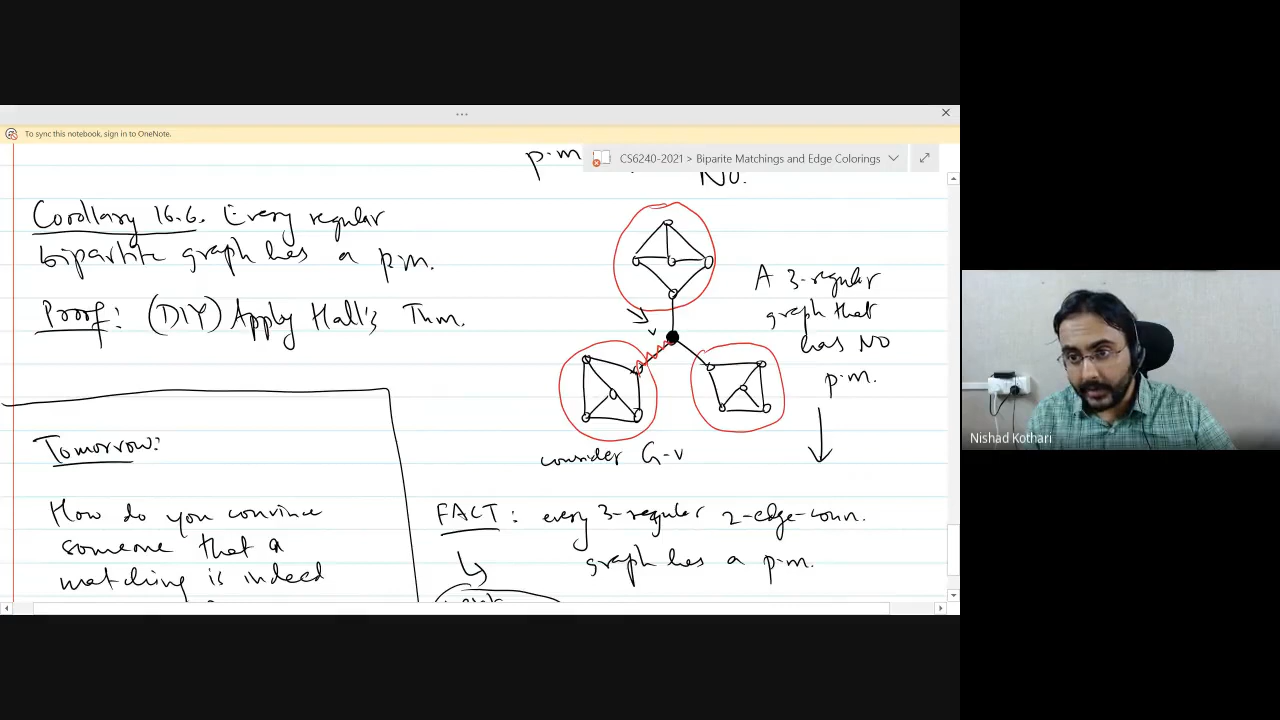 To sync this notebook, sign in to OneNote.
CS6240-2021 > Biparite Matchings and Edge Colorings
p.m
No.
Corollary 16.6. Every regular
bipartite graph has a p.m.
Proof: (DIY) Apply Hall's Thm.
A 3-regular
graph that
has NO
p.m.
v
consider G-v
Tomorrow:
How do you convince
someone that a
matching is indeed
FACT: every 3-regular 2-edge-conn.
graph has a p.m.
Nishad Kothari